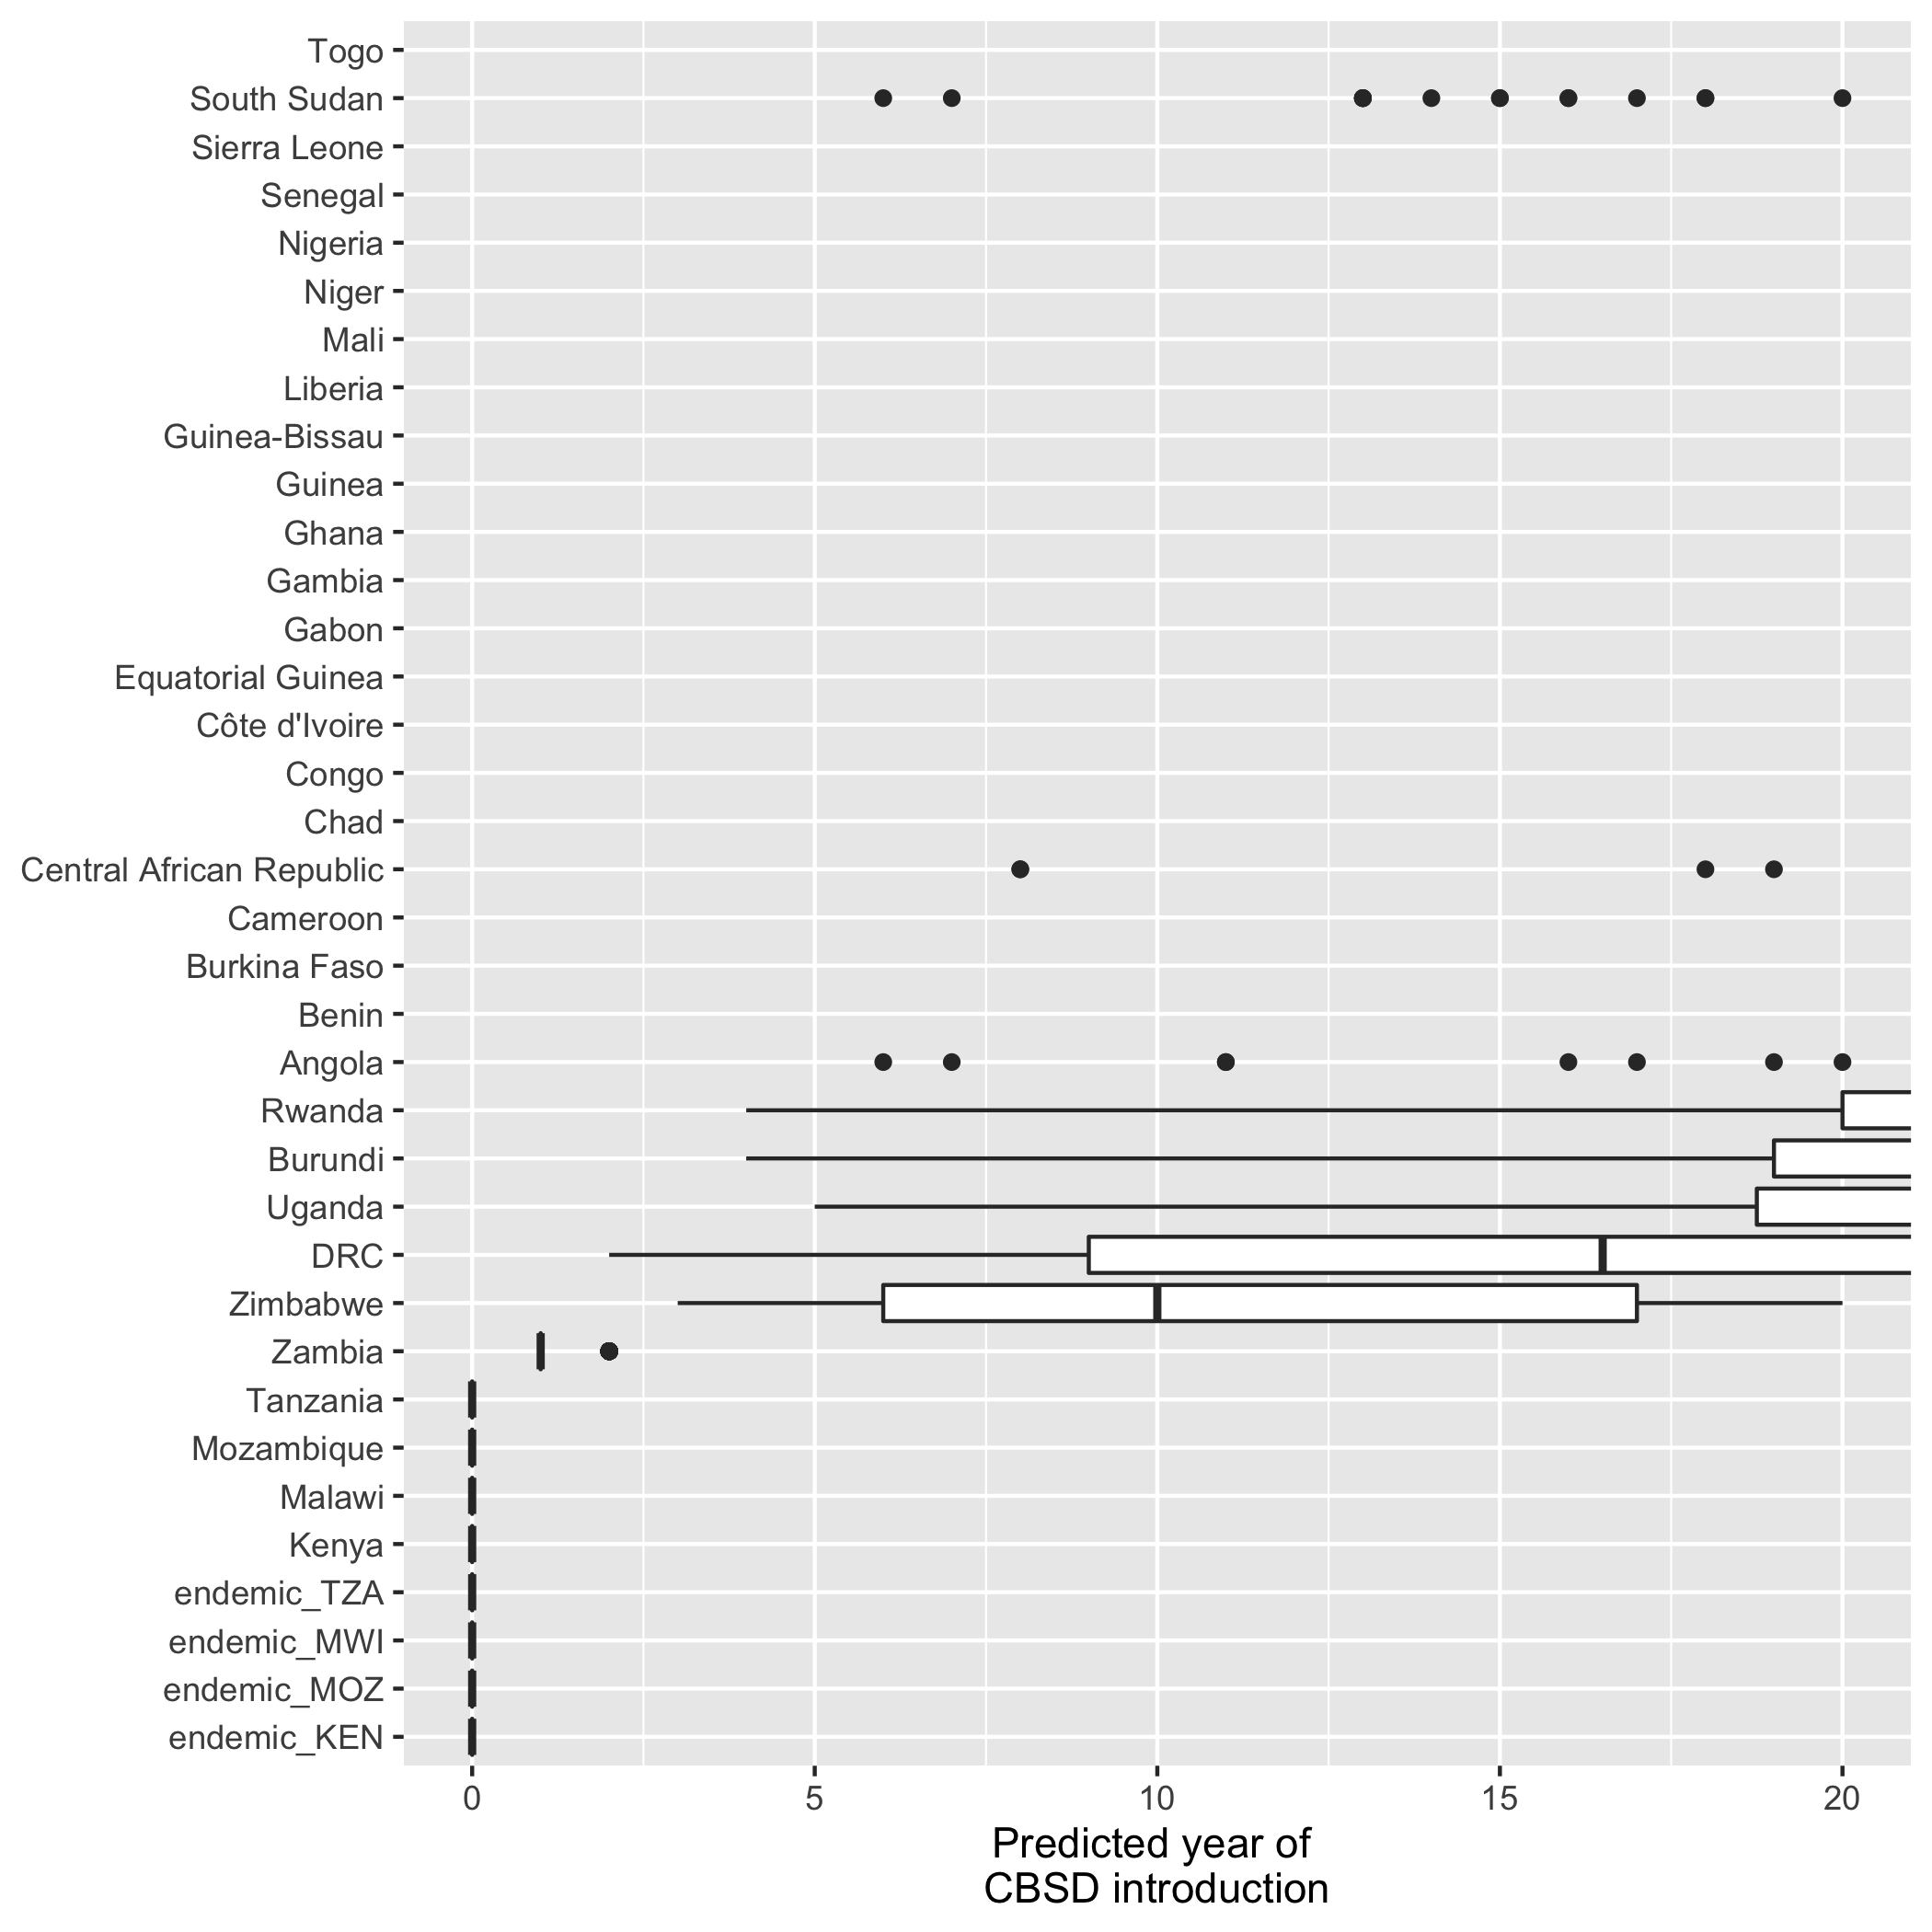 Togo
South Sudan
Sierra Leone
Senegal
Nigeria
Niger
Mali
Liberia
Guinea-Bissau
Guinea
Ghana
Gambia
Gabon
Equatorial Guinea
Côte d'Ivoire
Congo
Chad
Central African Republic
Cameroon
Burkina Faso
Benin
Angola
Rwanda
Burundi
Uganda
DRC
Zimbabwe
Zambia
Tanzania
Mozambique
Malawi
Kenya
endemic_TZA
endemic_MWI
endemic_MOZ
endemic_KEN
0 5 10 15 20
Predicted year of
CBSD introduction